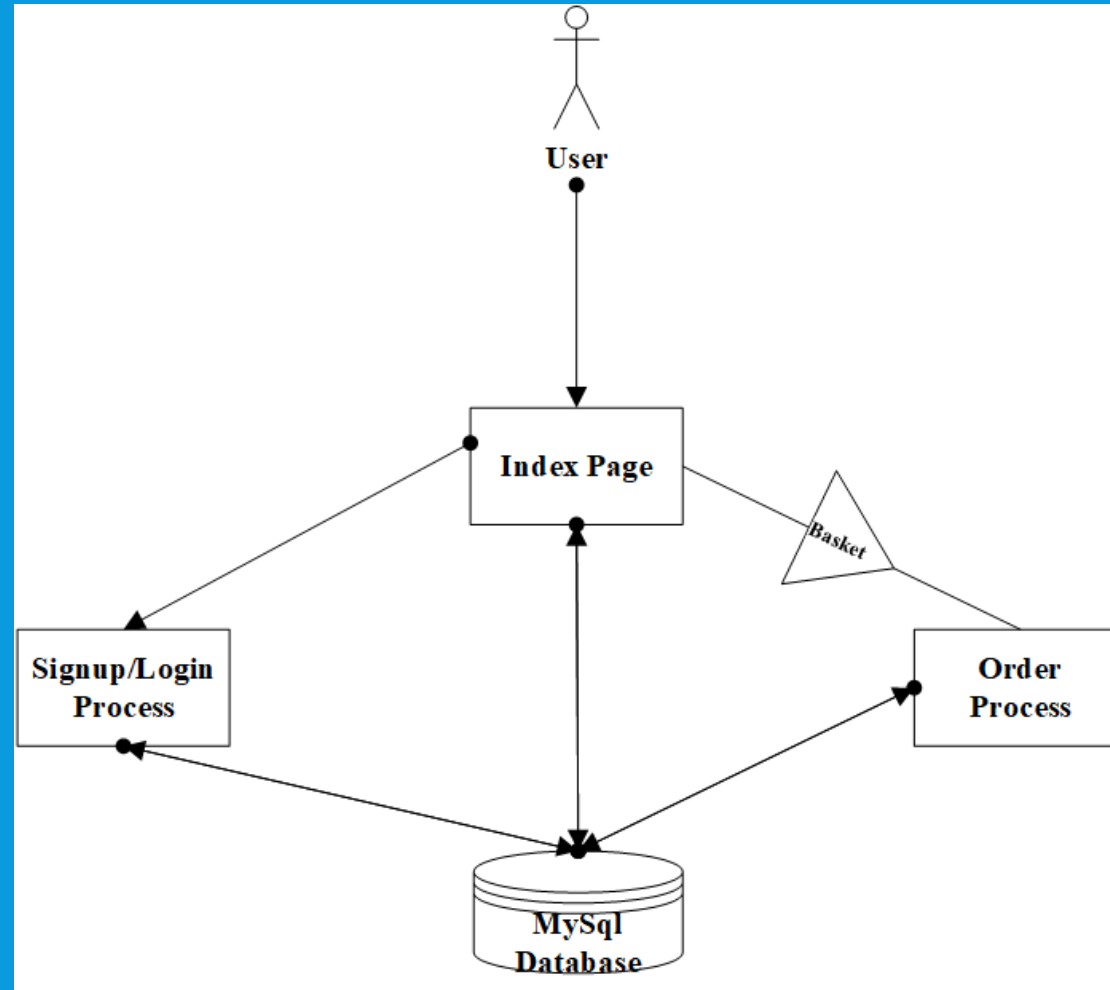 User
Index Page
Basket
Signup/Login
Process
Order
Process
MySql
Database